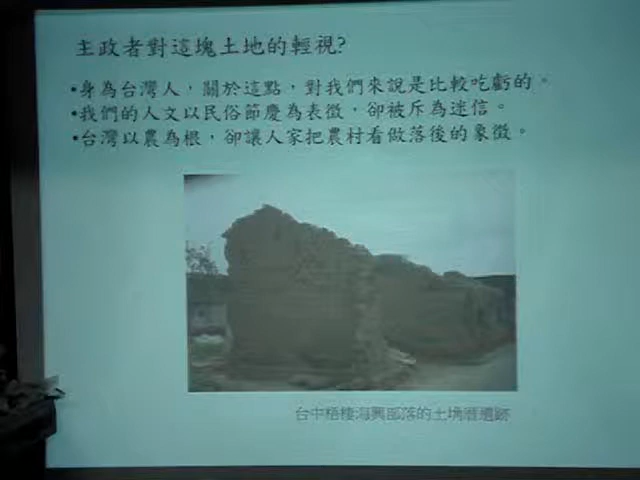 主政者對這塊土地的輕視?
•身為台灣人，關於這點，對我們來說是比較吃虧的。
•我們的人文以民俗節慶為表徵，卻被斥為迷信。
•台灣以農為根，卻讓人家把農村看做落後的象徵。
台中梧棲海興部落的土埆厝遺跡